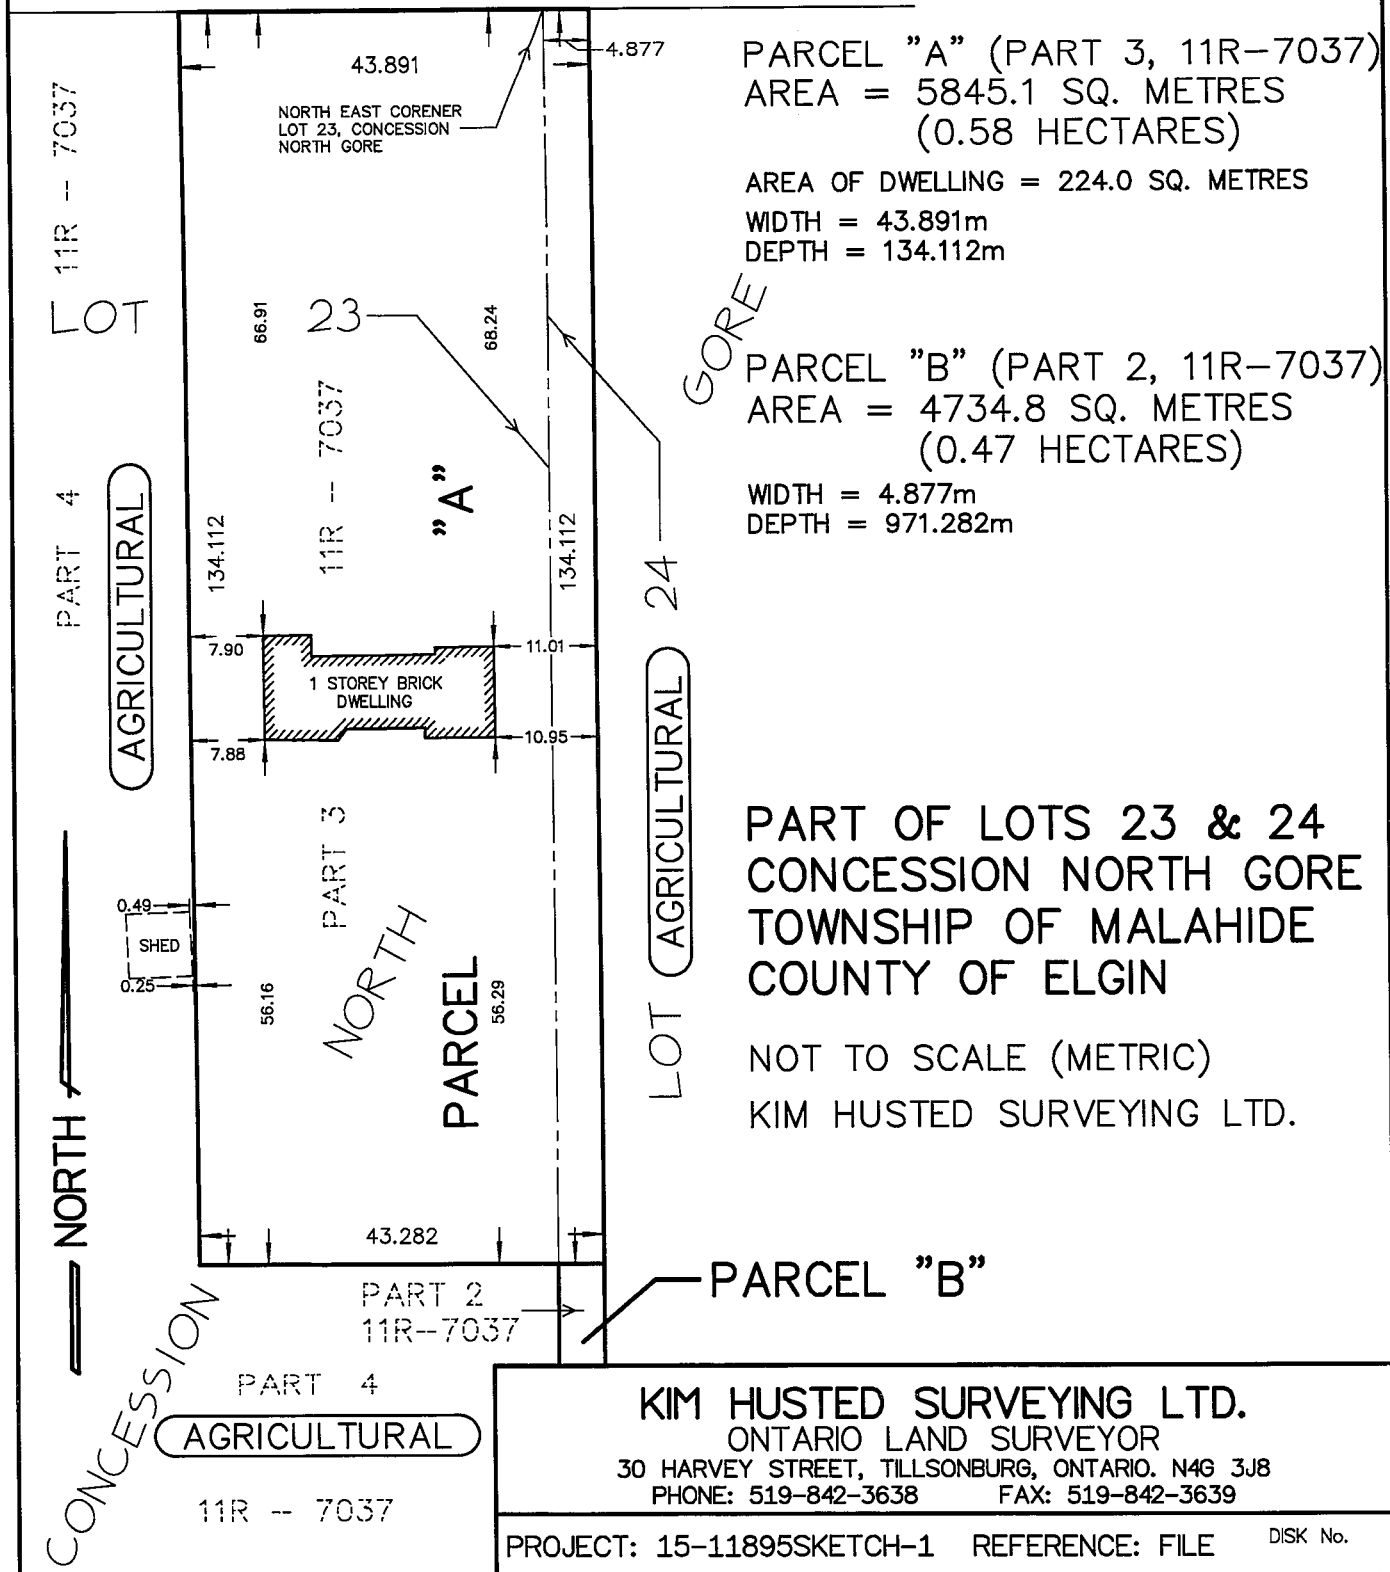 43.891
4.877
NORTH EAST CORENER
LOT 23, CONCESSION
NORTH GORE
PARCEL "A" (PART 3, 11R-7037)
AREA = 5845.1 SQ. METRES
(0.58 HECTARES)
AREA OF DWELLING = 224.0 SQ. METRES
WIDTH = 43.891m
DEPTH = 134.112m
11R -- 7037
LOT
23
66.91
68.24
GORE
PARCEL "B" (PART 2, 11R-7037)
AREA = 4734.8 SQ. METRES
(0.47 HECTARES)
WIDTH = 4.877m
DEPTH = 971.282m
11R -- 7037
"A"
PART 4
AGRICULTURAL
134.112
134.112
24
7.90
11.01
1 STOREY BRICK
DWELLING
7.88
10.95
AGRICULTURAL
PART 3
PART OF LOTS 23 & 24
CONCESSION NORTH GORE
TOWNSHIP OF MALAHIDE
COUNTY OF ELGIN
0.49
SHED
0.25
56.16
NORTH
PARCEL
56.29
LOT
NOT TO SCALE (METRIC)
KIM HUSTED SURVEYING LTD.
NORTH
43.282
PARCEL "B"
PART 2
11R--7037
CONCESSION
PART 4
AGRICULTURAL
11R -- 7037
KIM HUSTED SURVEYING LTD.
ONTARIO LAND SURVEYOR
30 HARVEY STREET, TILLSONBURG, ONTARIO. N4G 3J8
PHONE: 519-842-3638 FAX: 519-842-3639
PROJECT: 15-11895SKETCH-1 REFERENCE: FILE DISK No.